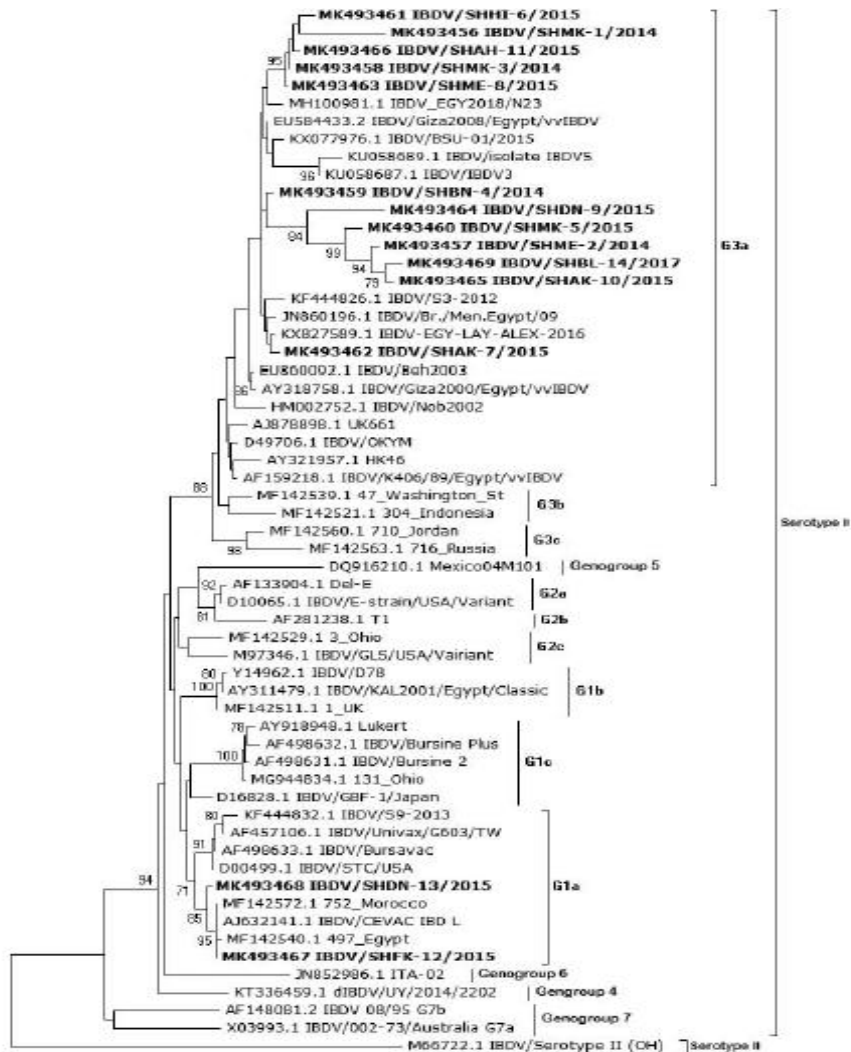 MK493461 IBDV/SHHI-6/2015
MK493456 IBDV/SHMK-1/2014
MK493466 IBDV/SHAH-11/2015
95
MK493458 IBDV/SHMK-3/2014
MK493463 IBDV/SHME-8/2015
MH100981.1 IBDV_EGY2018/N23
EU584433.2 IBDV/Giza2008/Egypt/vvIBDV
KX077976.1 IBDV/BSU-01/2015
KU058689.1 IBDV/isolate IBDV5
96
KU058687.1 IBDV/IBDV3
MK493459 IBDV/SHBN-4/2014
MK493464 IBDV/SHDN-9/2015
84
MK493460 IBDV/SHMK-5/2015
G3a
99
MK493457 IBDV/SHME-2/2014
94
MK493469 IBDV/SHBL-14/2017
79
MK493465 IBDV/SHAK-10/2015
KF444826.1 IBDV/S3-2012
JN860196.1 IBDV/Br./Men.Egypt/09
KX827589.1 IBDV-EGY-LAY-ALEX-2016
MK493462 IBDV/SHAK-7/2015
EU860092.1 IBDV/Beh2003
86
AY318758.1 IBDV/Giza2000/Egypt/vvIBDV
HM002752.1 IBDV/Nob2002
AJ878898.1 UK661
D49706.1 IBDV/OKYM
AY321957.1 HK46
AF159218.1 IBDV/K406/89/Egypt/vvIBDV
88
MF142539.1 47_Washington_St
G3b
MF142521.1 304_Indonesia
Serotype II
MF142560.1 710_Jordan
G3c
98
MF142563.1 716_Russia
DQ916210.1 Mexico04M101
Genogroup 5
92
AF133904.1 Del-E
G2a
D10065.1 IBDV/E-strain/USA/Variant
81
AF281238.1 T1
G2b
MF142529.1 3_Ohio
G2c
M97346.1 IBDV/GLS/USA/Vairiant
80
Y14962.1 IBDV/D78
100
AY311479.1 IBDV/KAL2001/Egypt/Classic
G1b
MF142511.1 1_UK
78
AY918948.1 Lukert
AF498632.1 IBDV/Bursine Plus
100
AF498631.1 IBDV/Bursine 2
G1c
MG944834.1 131_Ohio
D16828.1 IBDV/GBF-1/Japan
80
KF444832.1 IBDV/S9-2013
AF457106.1 IBDV/Univax/G603/TW
91
AF498633.1 IBDV/Bursavac
D00499.1 IBDV/STC/USA
94
71
MK493468 IBDV/SHDN-13/2015
G1a
MF142572.1 752_Morocco
85
AJ632141.1 IBDV/CEVAC IBD L
95
MF142540.1 497_Egypt
MK493467 IBDV/SHFK-12/2015
JN852986.1 ITA-02
Genogroup 6
KT336459.1 dIBDV/UY/2014/2202
Gengroup 4
AF148081.2 IBDV 08/95 G7b
Genogroup 7
X03993.1 IBDV/002-73/Australia G7a
M66722.1 IBDV/Serotype II (OH)
Serotype II